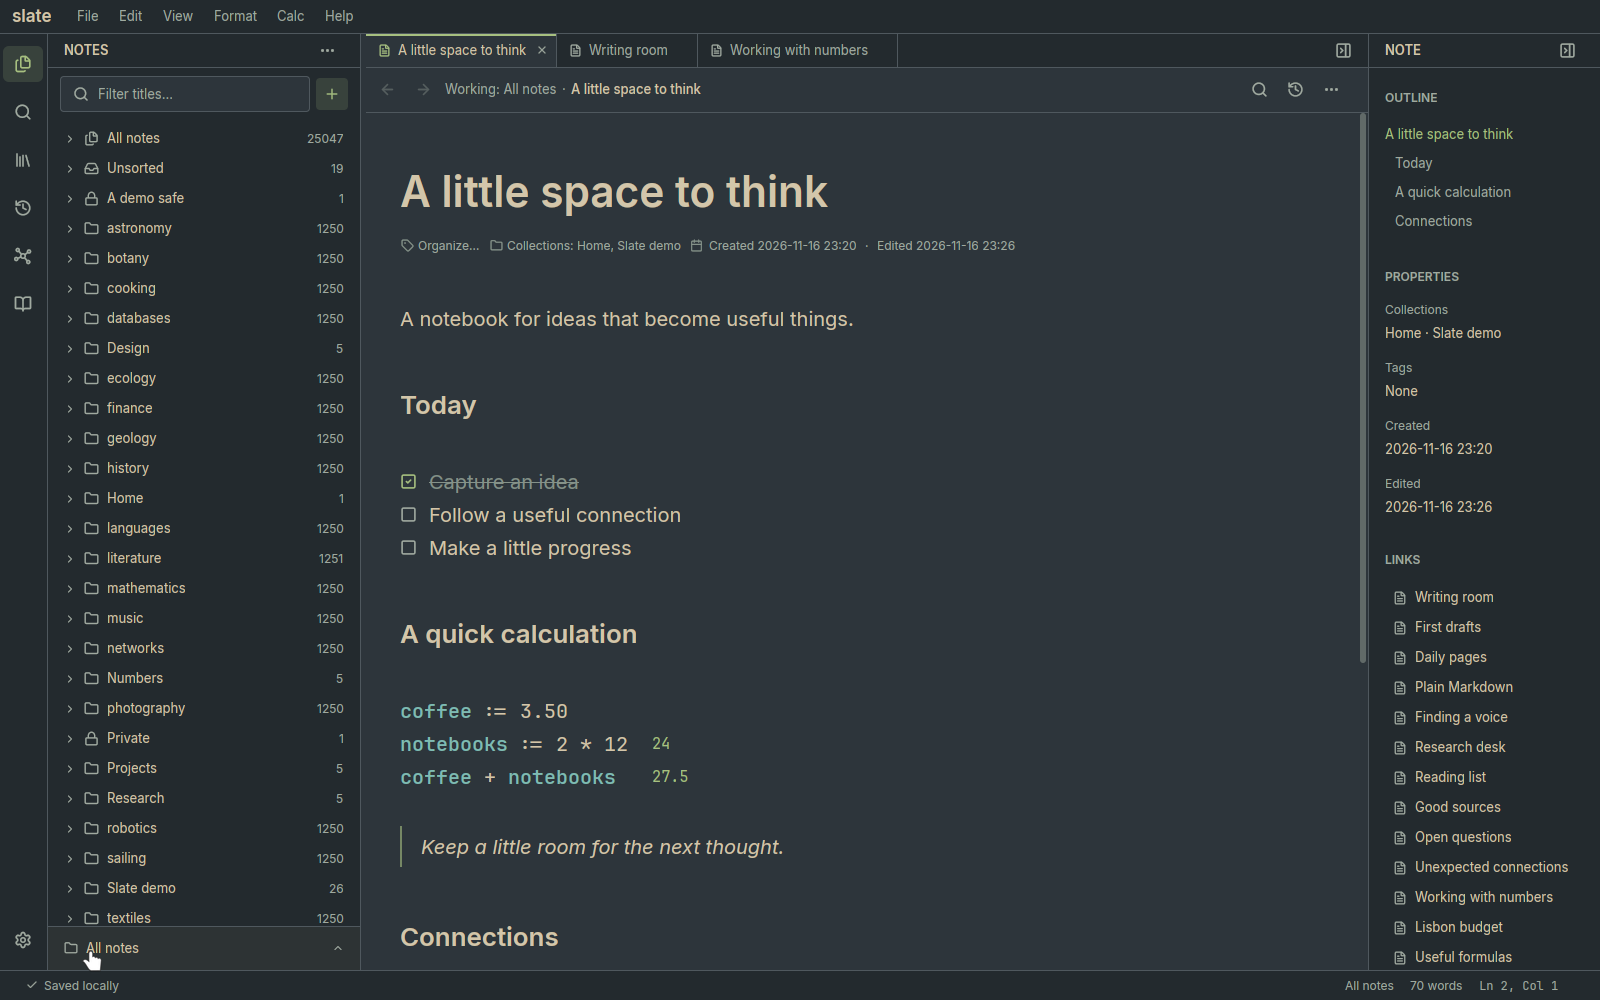 slate File Edit View Format Calc Help
NOTES
Filter titles...
All notes 25047
Unsorted 19
A demo safe 1
astronomy 1250
botany 1250
cooking 1250
databases 1250
Design 5
ecology 1250
finance 1250
geology 1250
history 1250
Home 1
languages 1250
literature 1251
mathematics 1250
music 1250
networks 1250
Numbers 5
photography 1250
Private 1
Projects 5
Research 5
robotics 1250
sailing 1250
Slate demo 26
textiles 1250
All notes
A little space to think Writing room Working with numbers
Working: All notes · A little space to think
A little space to think
Organize... Collections: Home, Slate demo Created 2026-11-16 23:20 · Edited 2026-11-16 23:26
A notebook for ideas that become useful things.
Today
Capture an idea
Follow a useful connection
Make a little progress
A quick calculation
coffee := 3.50
notebooks := 2 * 12 24
coffee + notebooks 27.5
Keep a little room for the next thought.
Connections
NOTE
OUTLINE
A little space to think
Today
A quick calculation
Connections
PROPERTIES
Collections
Home · Slate demo
Tags
None
Created
2026-11-16 23:20
Edited
2026-11-16 23:26
LINKS
Writing room
First drafts
Daily pages
Plain Markdown
Finding a voice
Research desk
Reading list
Good sources
Open questions
Unexpected connections
Working with numbers
Lisbon budget
Useful formulas
Saved locally
All notes 70 words Ln 2, Col 1